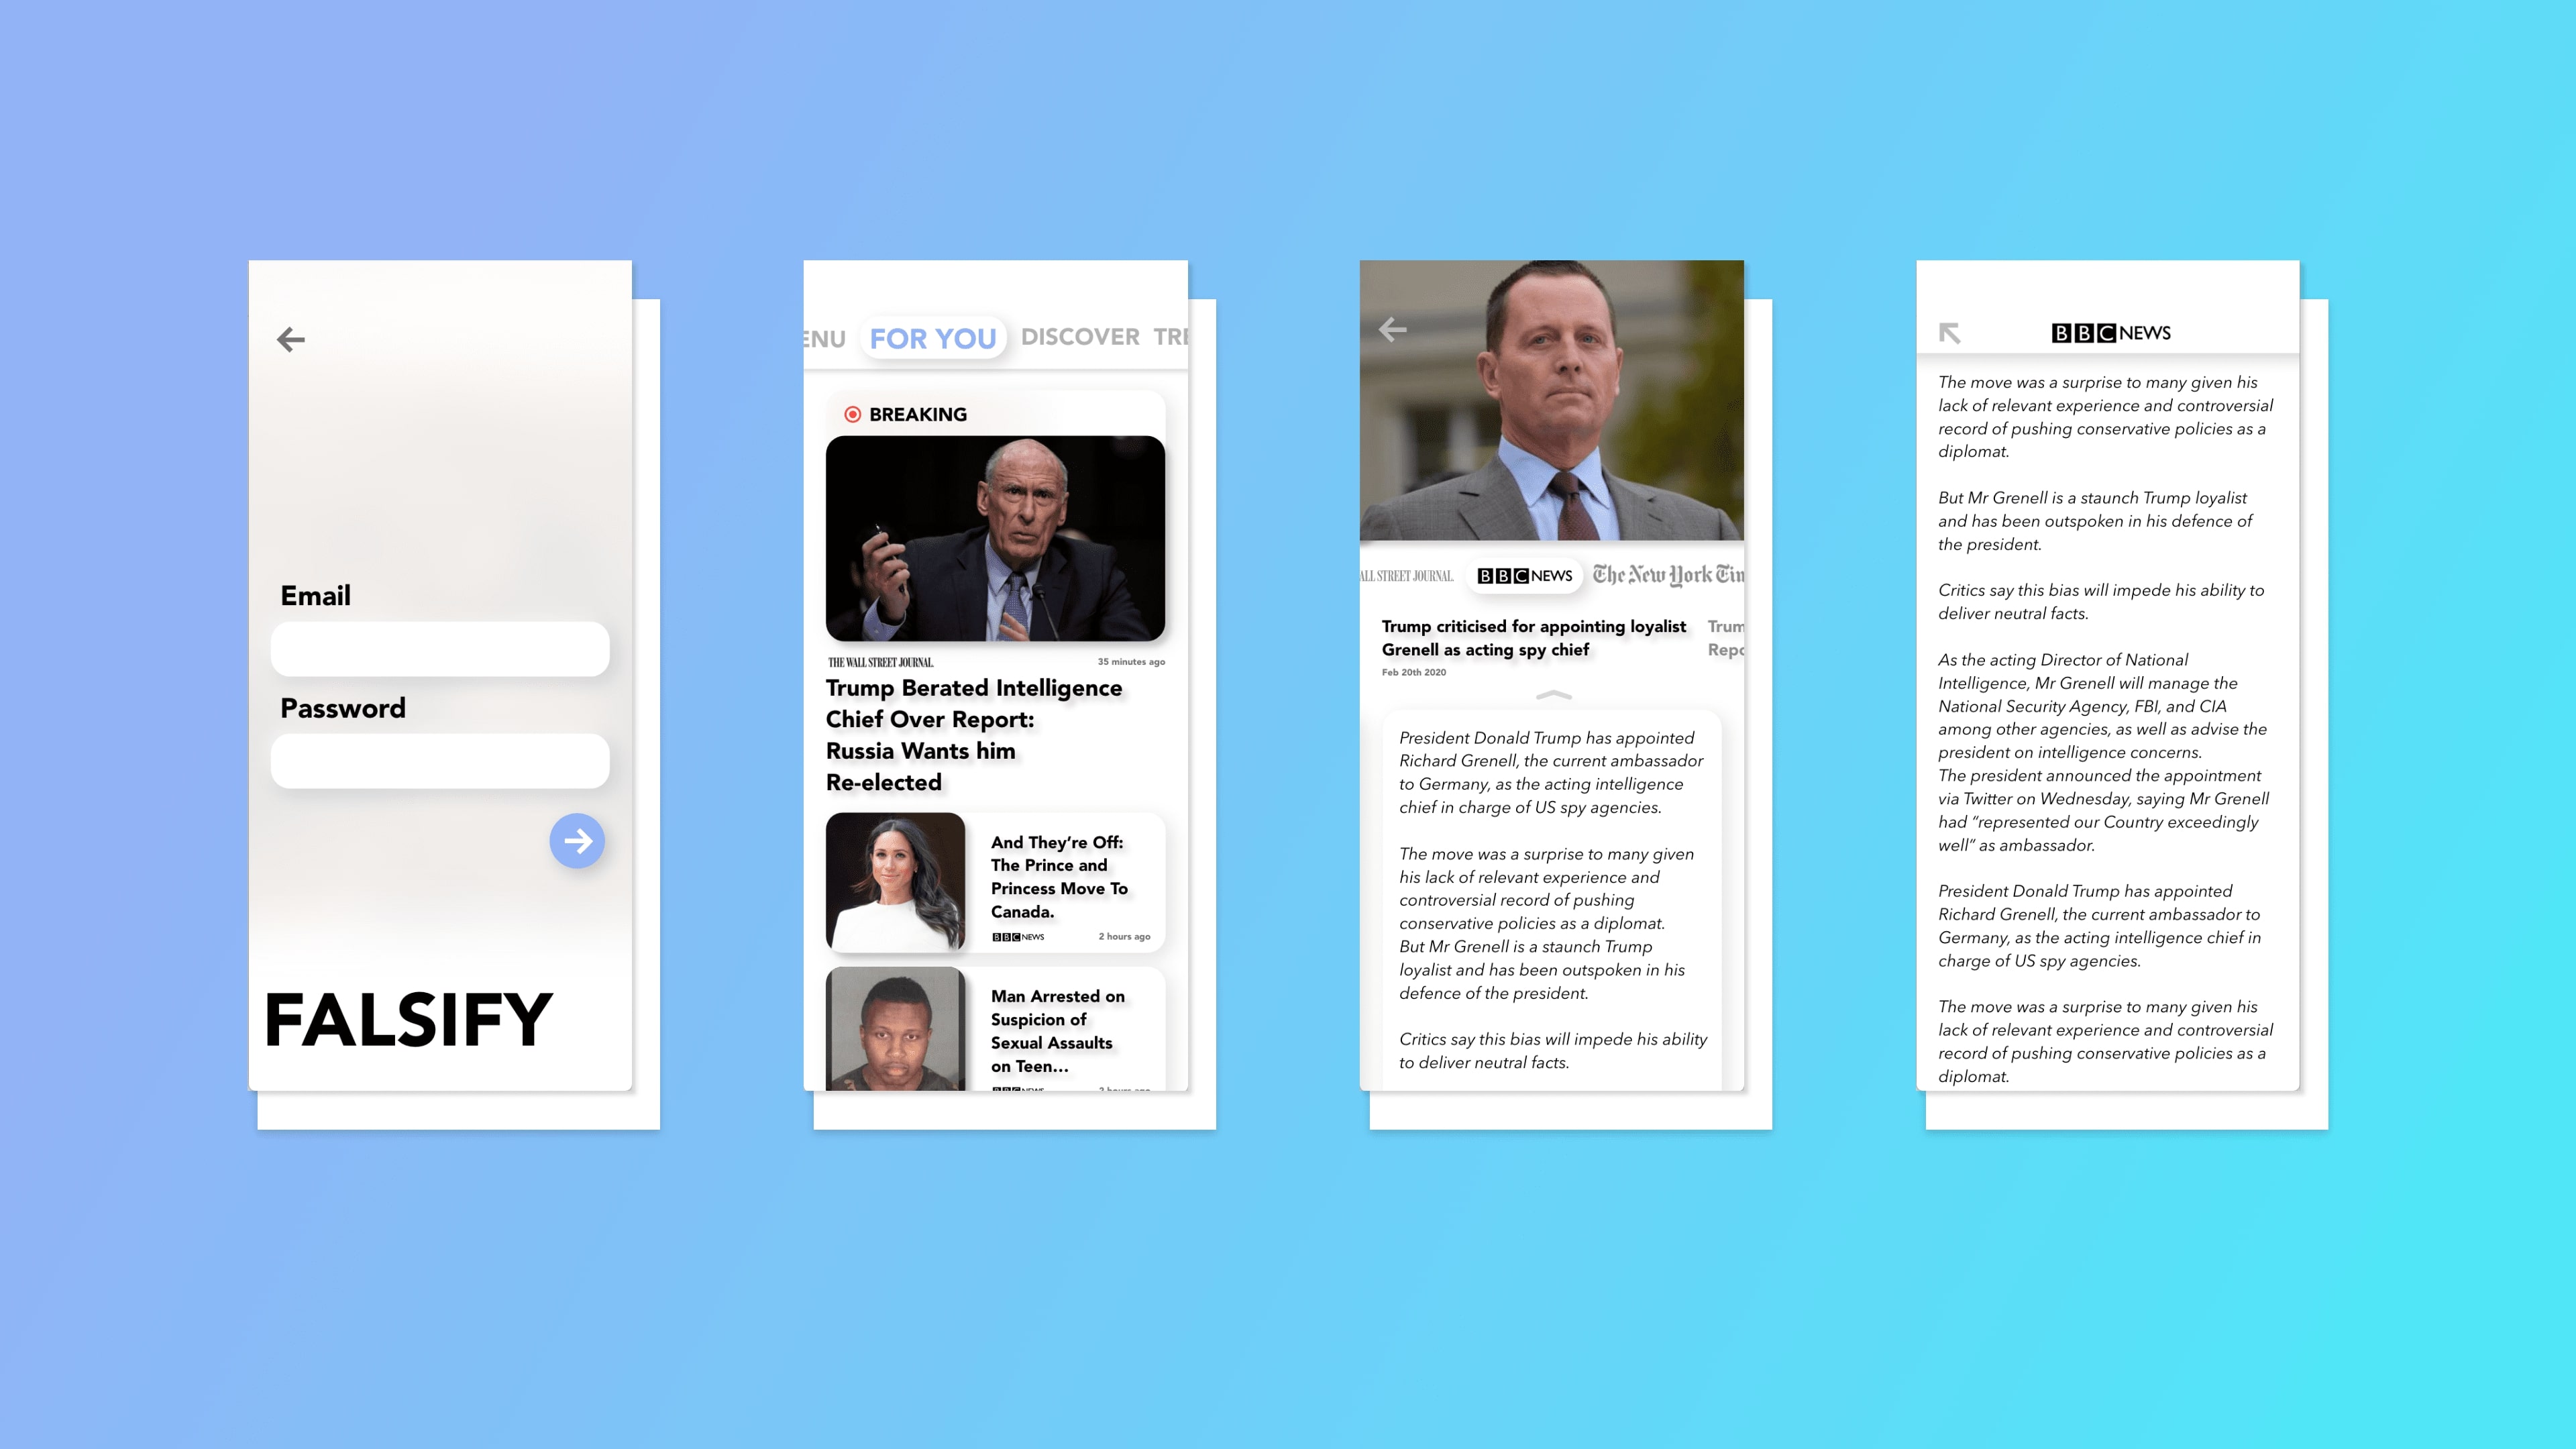 Email
Password
FALSIFY
ENU FOR YOU DISCOVER TRE
BREAKING
THE WALL STREET JOURNAL. 35 minutes ago
Trump Berated Intelligence
Chief Over Report:
Russia Wants him
Re-elected
And They're Off:
The Prince and
Princess Move To
Canada.
BBC NEWS 2 hours ago
Man Arrested on
Suspicion of
Sexual Assaults
on Teen...
BBC NEWS 2 hours ago
ALL STREET JOURNAL. BBC NEWS The New York Tim
Trump criticised for appointing loyalist Trum
Grenell as acting spy chief Repo
Feb 20th 2020
President Donald Trump has appointed
Richard Grenell, the current ambassador
to Germany, as the acting intelligence
chief in charge of US spy agencies.
The move was a surprise to many given
his lack of relevant experience and
controversial record of pushing
conservative policies as a diplomat.
But Mr Grenell is a staunch Trump
loyalist and has been outspoken in his
defence of the president.
Critics say this bias will impede his ability
to deliver neutral facts.
BBC NEWS
The move was a surprise to many given his
lack of relevant experience and controversial
record of pushing conservative policies as a
diplomat.
But Mr Grenell is a staunch Trump loyalist
and has been outspoken in his defence of
the president.
Critics say this bias will impede his ability to
deliver neutral facts.
As the acting Director of National
Intelligence, Mr Grenell will manage the
National Security Agency, FBI, and CIA
among other agencies, as well as advise the
president on intelligence concerns.
The president announced the appointment
via Twitter on Wednesday, saying Mr Grenell
had "represented our Country exceedingly
well" as ambassador.
President Donald Trump has appointed
Richard Grenell, the current ambassador to
Germany, as the acting intelligence chief in
charge of US spy agencies.
The move was a surprise to many given his
lack of relevant experience and controversial
record of pushing conservative policies as a
diplomat.